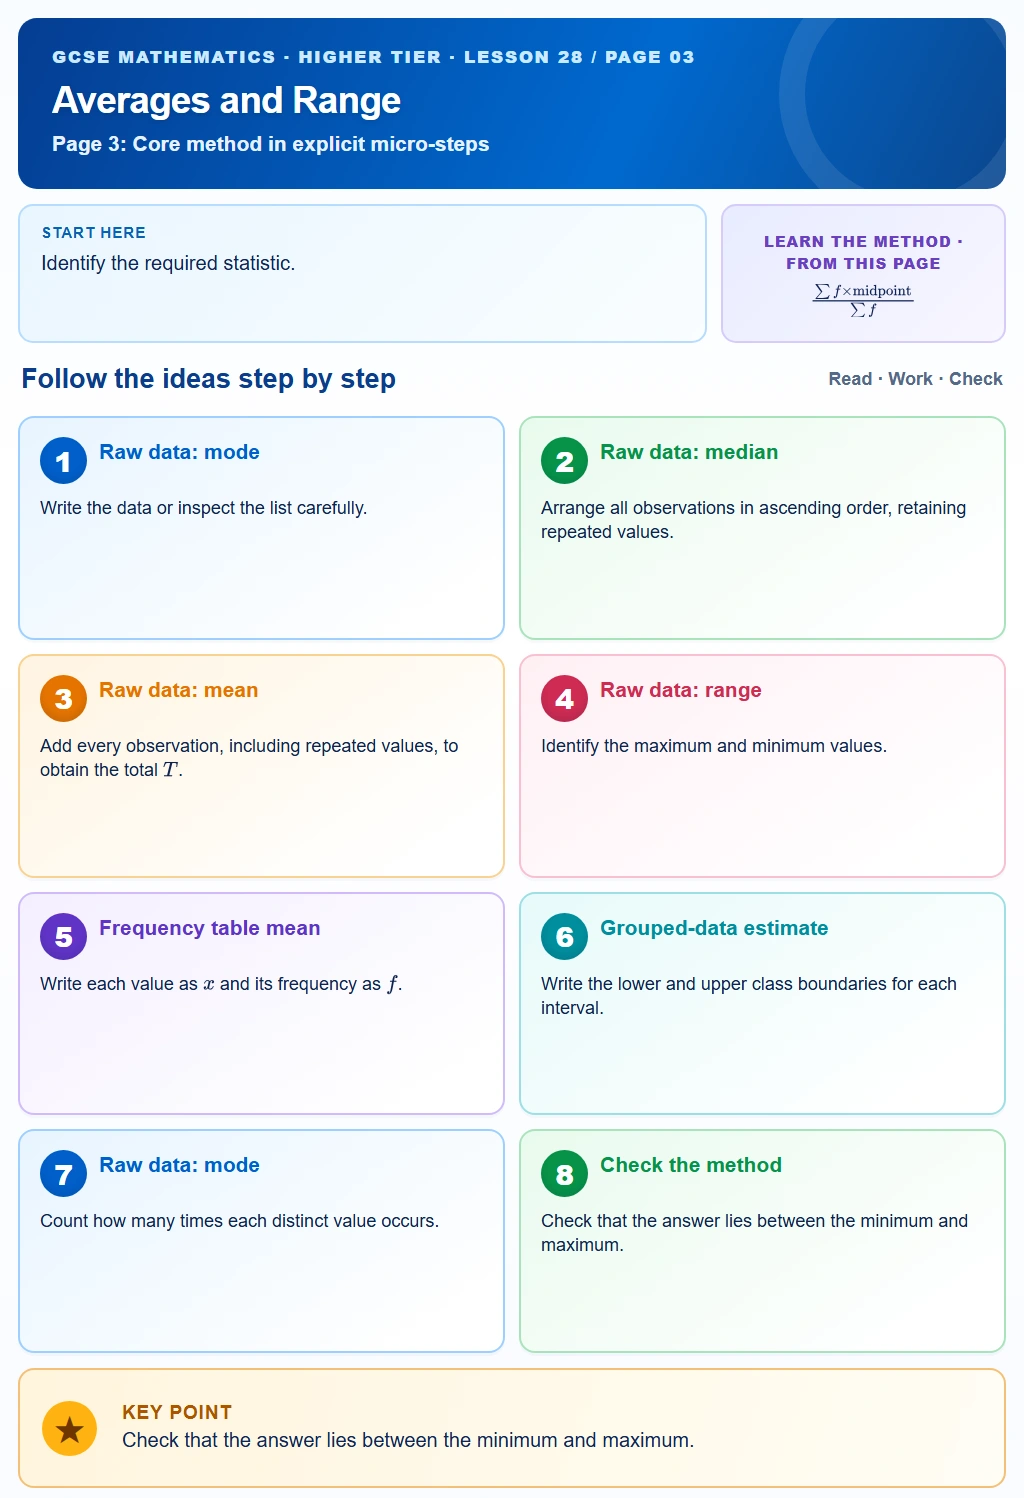 GCSE MATHEMATICS · HIGHER TIER · LESSON 28 / PAGE 03
Averages and Range
Page 3: Core method in explicit micro-steps
START HERE
Identify the required statistic.
LEARN THE METHOD ·
FROM THIS PAGE
∑ f×midpoint
∑ f
Follow the ideas step by step
Read · Work · Check
1
Raw data: mode
Write the data or inspect the list carefully.
2
Raw data: median
Arrange all observations in ascending order, retaining
repeated values.
3
Raw data: mean
Add every observation, including repeated values, to
obtain the total T.
4
Raw data: range
Identify the maximum and minimum values.
5
Frequency table mean
Write each value as x and its frequency as f.
6
Grouped-data estimate
Write the lower and upper class boundaries for each
interval.
7
Raw data: mode
Count how many times each distinct value occurs.
8
Check the method
Check that the answer lies between the minimum and
maximum.
KEY POINT
Check that the answer lies between the minimum and maximum.